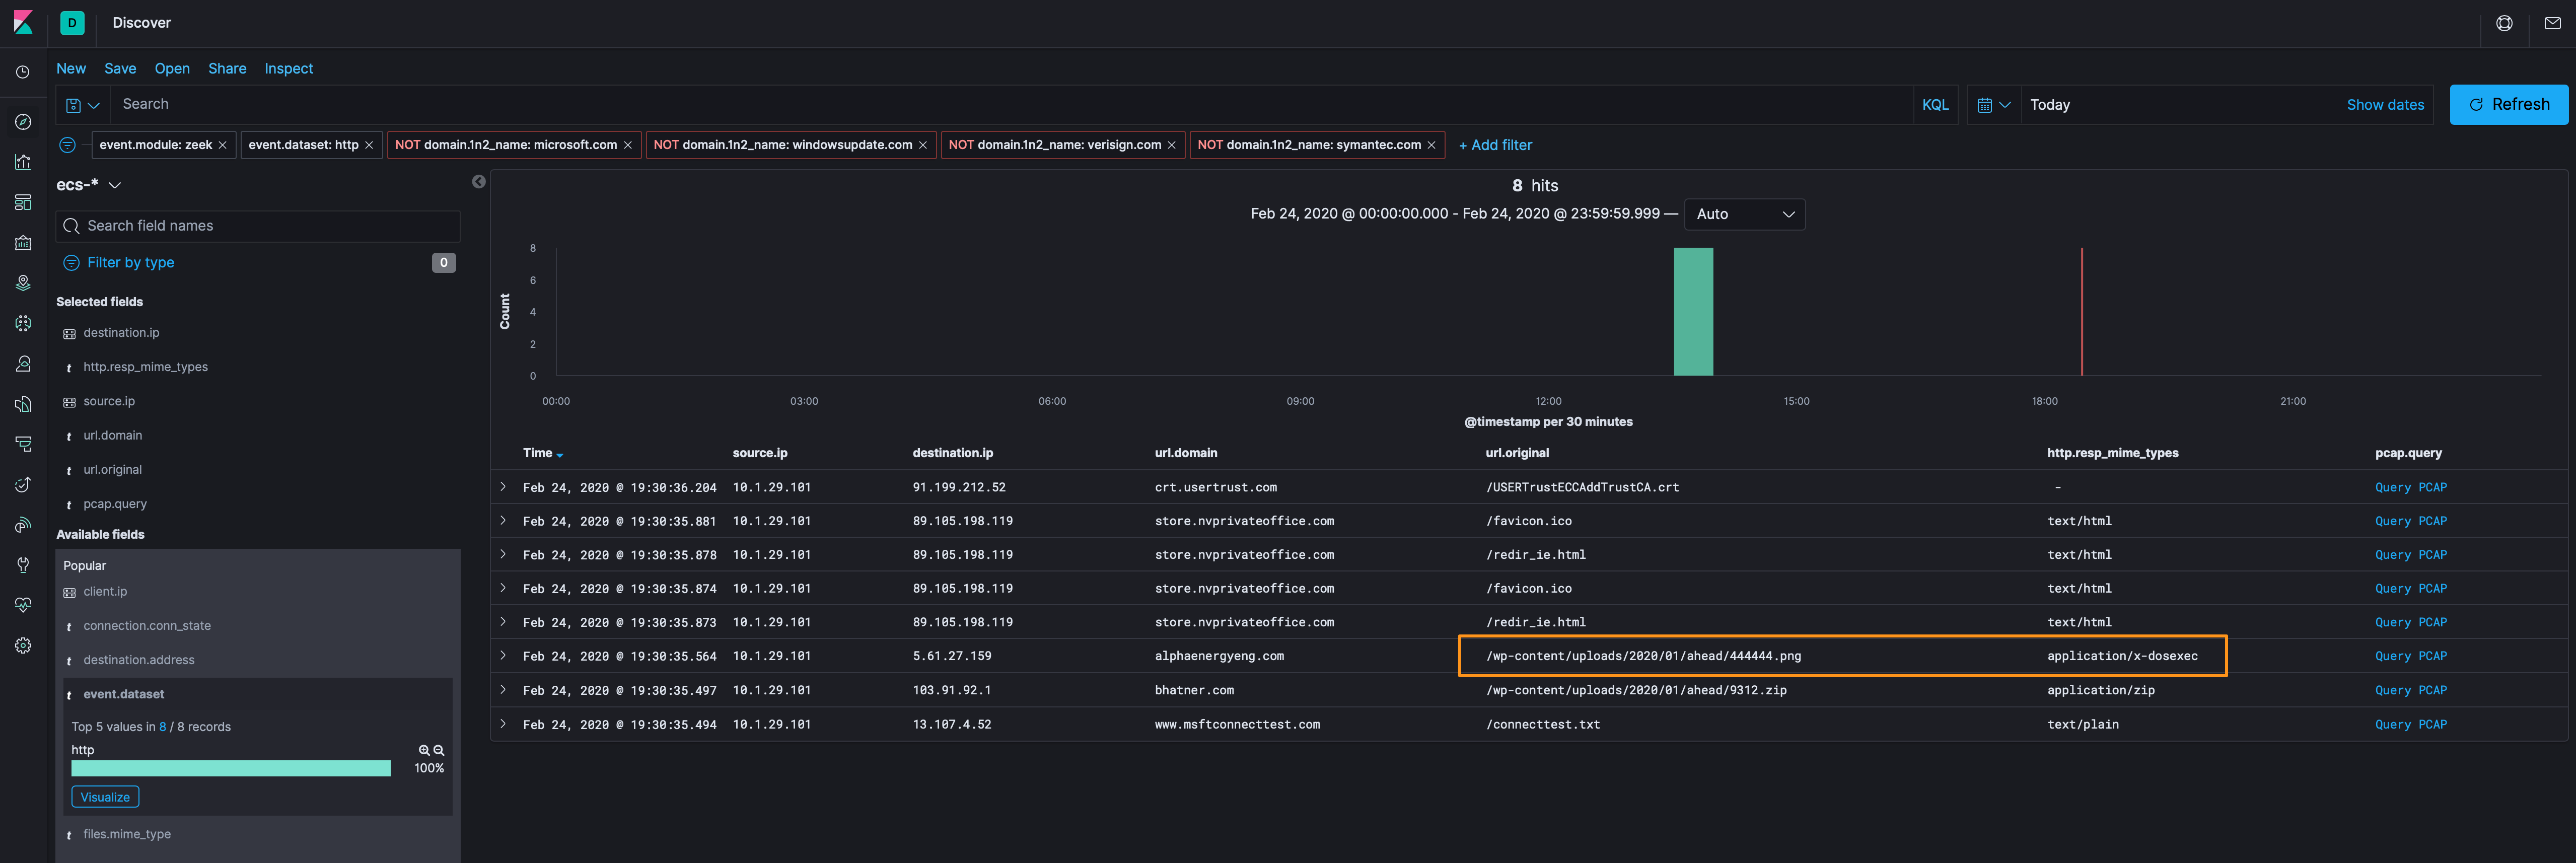 D Discover
New Save Open Share Inspect
Search KQL Today Show dates Refresh
event.module: zeek × event.dataset: http × NOT domain.1n2_name: microsoft.com × NOT domain.1n2_name: windowsupdate.com × NOT domain.1n2_name: verisign.com × NOT domain.1n2_name: symantec.com × + Add filter
ecs-*
Search field names
Filter by type 0
Selected fields
destination.ip
t http.resp_mime_types
source.ip
t url.domain
t url.original
t pcap.query
Available fields
Popular
client.ip
t connection.conn_state
t destination.address
t event.dataset
Top 5 values in 8 / 8 records
http
100%
Visualize
t files.mime_type
8 hits
Feb 24, 2020 @ 00:00:00.000 - Feb 24, 2020 @ 23:59:59.999 — Auto
Count
8
6
4
2
0
00:00 03:00 06:00 09:00 12:00 15:00 18:00 21:00
@timestamp per 30 minutes
Time source.ip destination.ip url.domain url.original http.resp_mime_types pcap.query
Feb 24, 2020 @ 19:30:36.204 10.1.29.101 91.199.212.52 crt.usertrust.com /USERTrustECCAddTrustCA.crt - Query PCAP
Feb 24, 2020 @ 19:30:35.881 10.1.29.101 89.105.198.119 store.nvprivateoffice.com /favicon.ico text/html Query PCAP
Feb 24, 2020 @ 19:30:35.878 10.1.29.101 89.105.198.119 store.nvprivateoffice.com /redir_ie.html text/html Query PCAP
Feb 24, 2020 @ 19:30:35.874 10.1.29.101 89.105.198.119 store.nvprivateoffice.com /favicon.ico text/html Query PCAP
Feb 24, 2020 @ 19:30:35.873 10.1.29.101 89.105.198.119 store.nvprivateoffice.com /redir_ie.html text/html Query PCAP
Feb 24, 2020 @ 19:30:35.564 10.1.29.101 5.61.27.159 alphaenergyeng.com /wp-content/uploads/2020/01/ahead/444444.png application/x-dosexec Query PCAP
Feb 24, 2020 @ 19:30:35.497 10.1.29.101 103.91.92.1 bhatner.com /wp-content/uploads/2020/01/ahead/9312.zip application/zip Query PCAP
Feb 24, 2020 @ 19:30:35.494 10.1.29.101 13.107.4.52 www.msftconnecttest.com /connecttest.txt text/plain Query PCAP